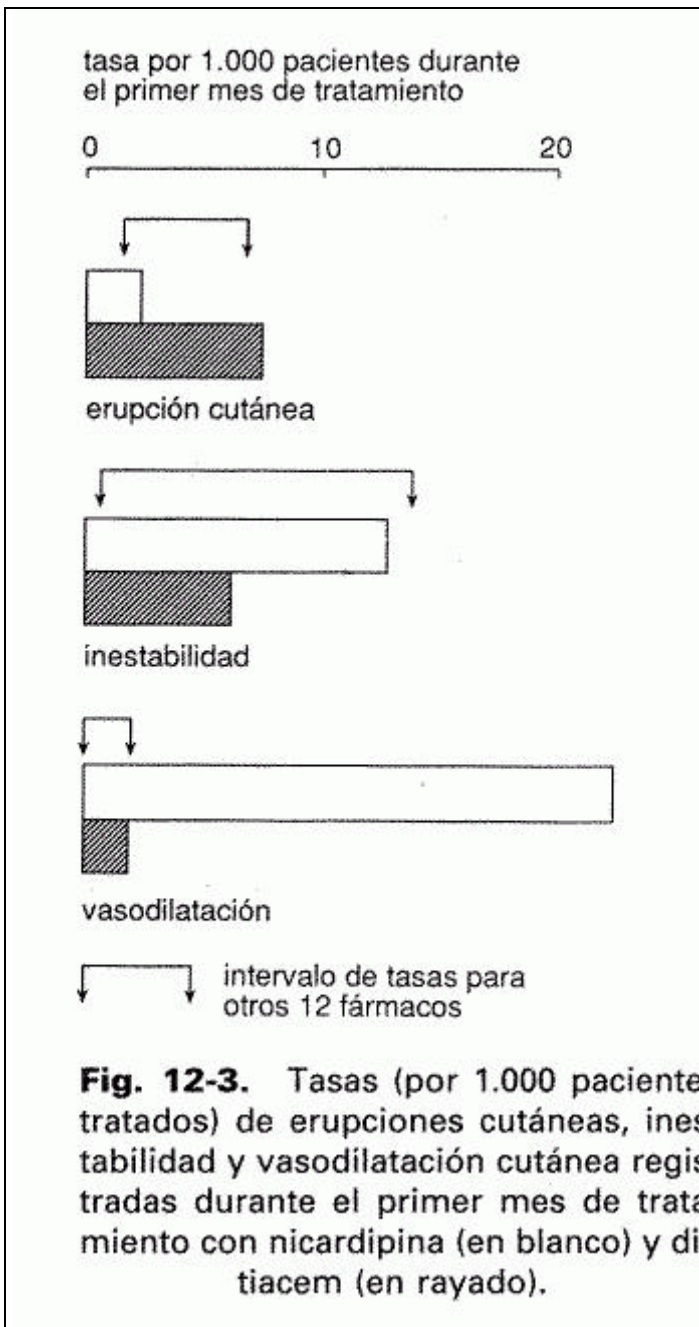 tasa por 1.000 pacientes durante
el primer mes de tratamiento
0 10 20
erupción cutánea
inestabilidad
vasodilatación
intervalo de tasas para
otros 12 fármacos
Fig. 12-3. Tasas (por 1.000 paciente
tratados) de erupciones cutáneas, ines
tabilidad y vasodilatación cutánea regis
tradas durante el primer mes de trata
miento con nicardipina (en blanco) y di
tiacem (en rayado).